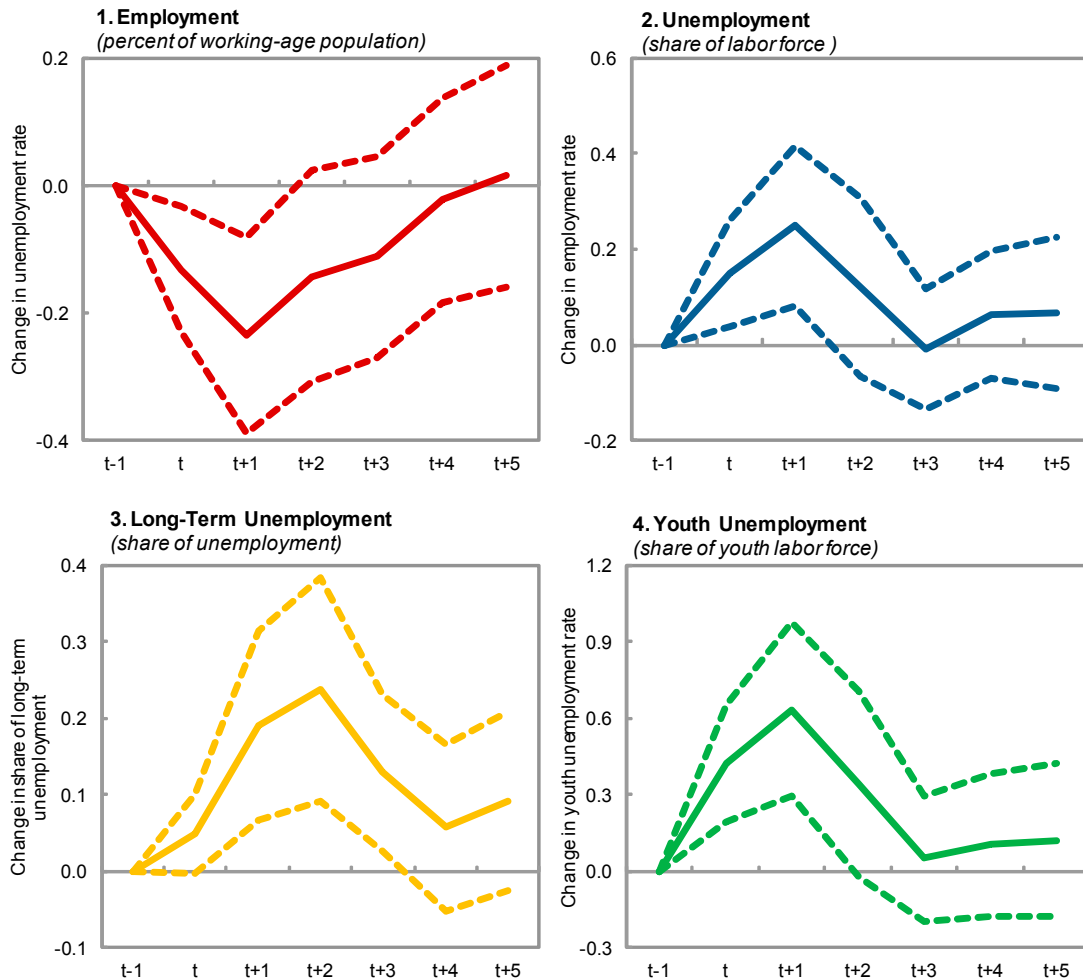 1. Employment
(percent of working-age population)
Change in unemployment rate
0.2
0.0
-0.2
-0.4
t-1 t t+1 t+2 t+3 t+4 t+5
2. Unemployment
(share of labor force )
Change in employment rate
0.6
0.4
0.2
0.0
-0.2
t-1 t t+1 t+2 t+3 t+4 t+5
3. Long-Term Unemployment
(share of unemployment)
Change in share of long-term
unemployment
0.4
0.3
0.2
0.1
0.0
-0.1
t-1 t t+1 t+2 t+3 t+4 t+5
4. Youth Unemployment
(share of youth labor force)
Change in youth unemployment rate
1.2
0.9
0.6
0.3
0.0
-0.3
t-1 t t+1 t+2 t+3 t+4 t+5